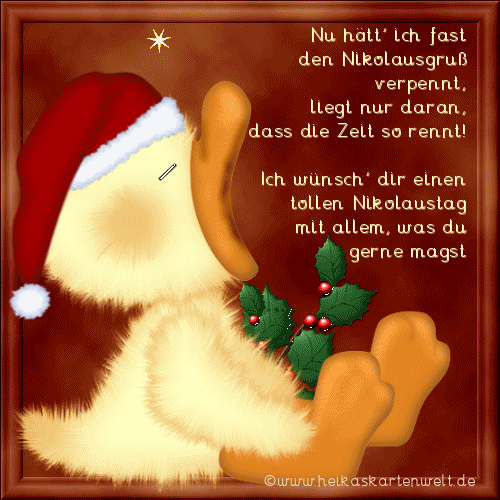 Nu hätt' ich fast
den Nikolausgruß
verpennt,
liegt nur daran,
dass die Zeit so rennt!
Ich wünsch' dir einen
tollen Nikolaustag
mit allem, was du
gerne magst
©www.heikaskartenwelt.de